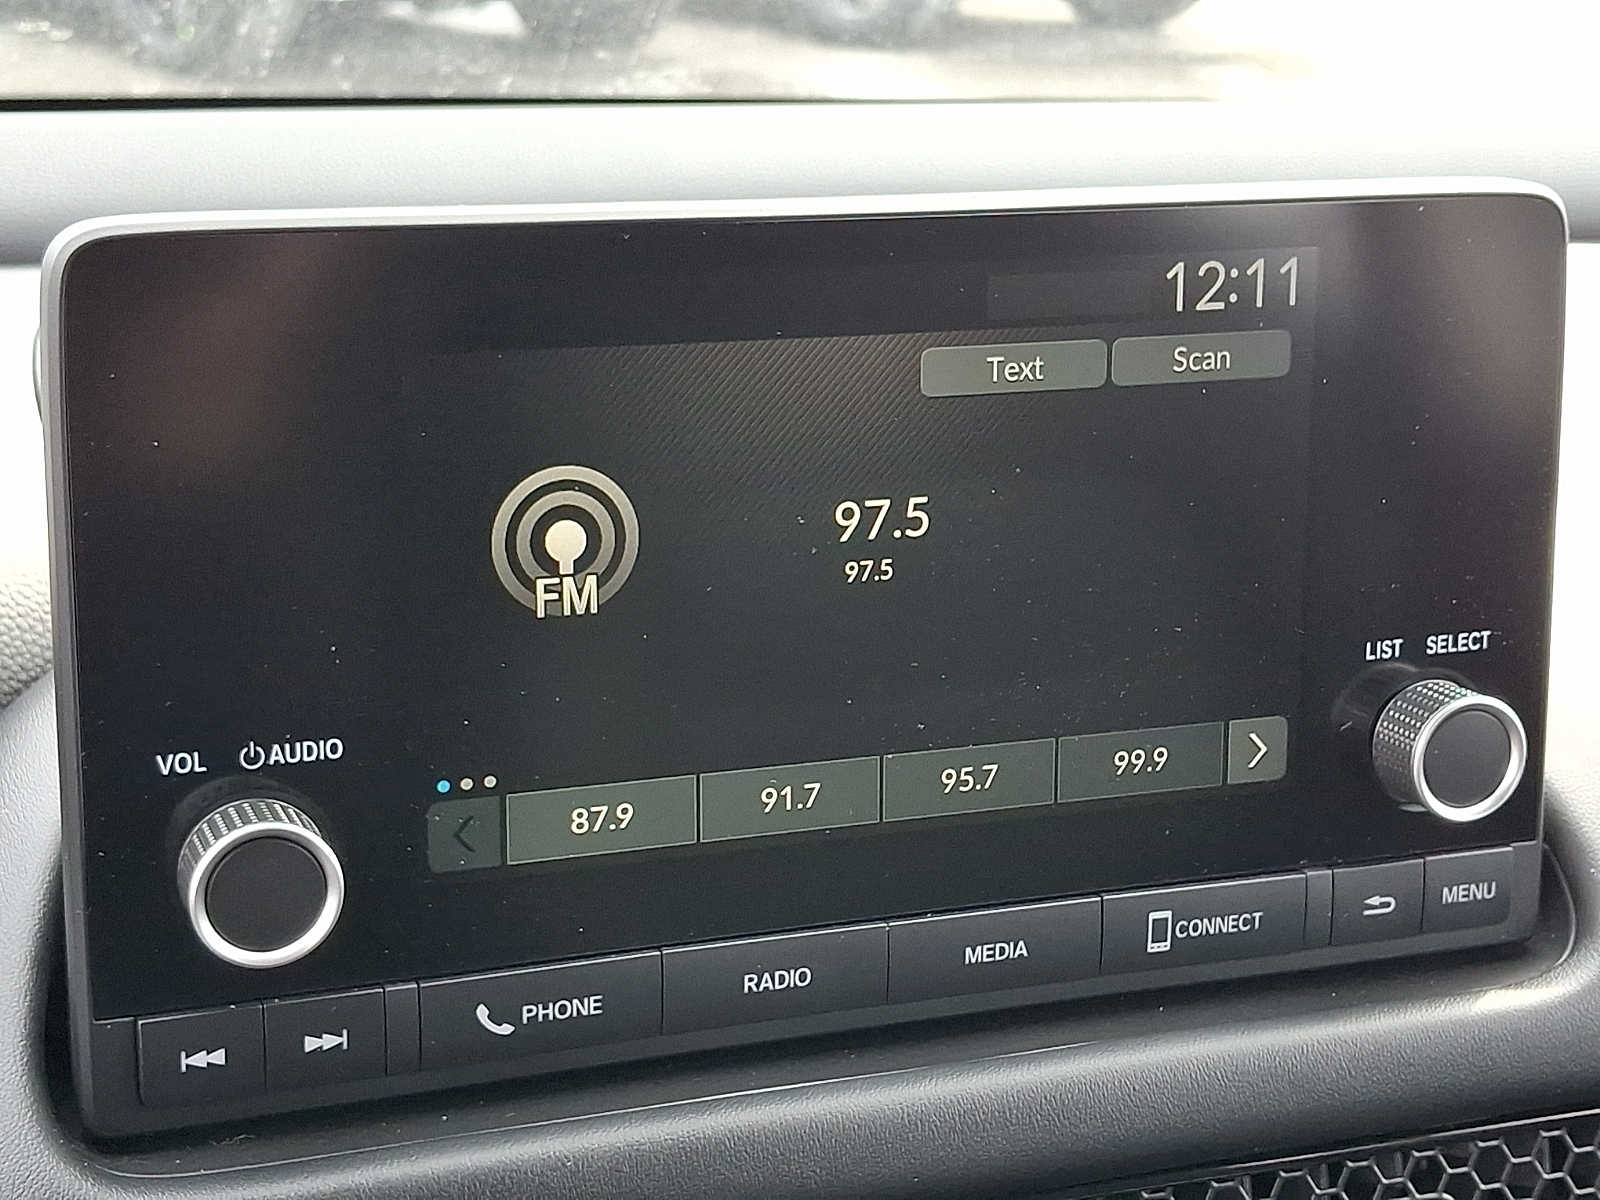 12:11
Text Scan
FM
97.5
97.5
LIST SELECT
VOL AUDIO
87.9 91.7 95.7 99.9
PHONE RADIO MEDIA CONNECT MENU